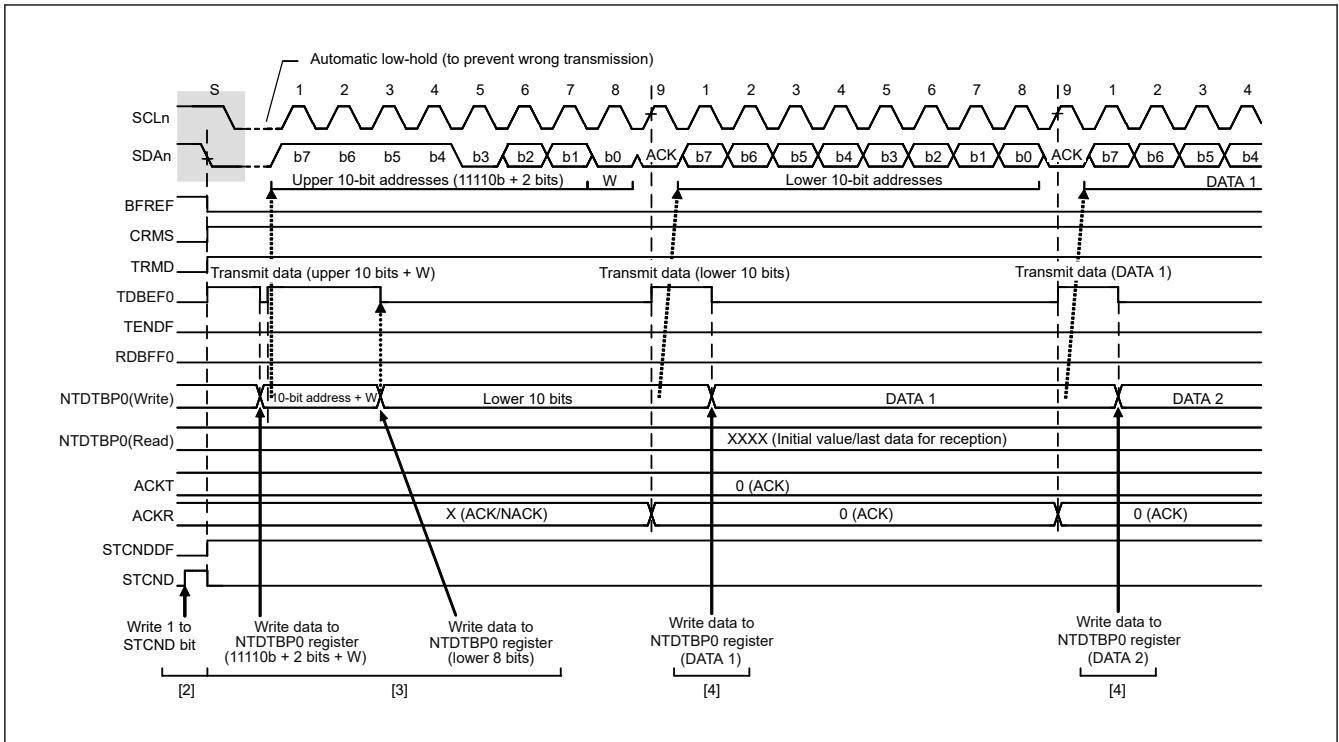 Automatic low-hold (to prevent wrong transmission)
S 1 2 3 4 5 6 7 8 9 1 2 3 4 5 6 7 8 9 1 2 3 4
SCLn
SDAn b7 b6 b5 b4 b3 b2 b1 b0 ACK b7 b6 b5 b4 b3 b2 b1 b0 ACK b7 b6 b5 b4
Upper 10-bit addresses (11110b + 2 bits) W Lower 10-bit addresses DATA 1
BFREF
CRMS
TRMD
Transmit data (upper 10 bits + W) Transmit data (lower 10 bits) Transmit data (DATA 1)
TDBEF0
TENDF
RDBFF0
NTDTBP0(Write) 10-bit address + W Lower 10 bits DATA 1 DATA 2
NTDTBP0(Read) XXXX (Initial value/last data for reception)
ACKT 0 (ACK)
ACKR X (ACK/NACK) 0 (ACK) 0 (ACK)
STCNDDF
STCND
Write 1 to
STCND bit
Write data to
NTDTBP0 register
(11110b + 2 bits + W)
Write data to
NTDTBP0 register
(lower 8 bits)
Write data to
NTDTBP0 register
(DATA 1)
Write data to
NTDTBP0 register
(DATA 2)
[2] [3] [4] [4]